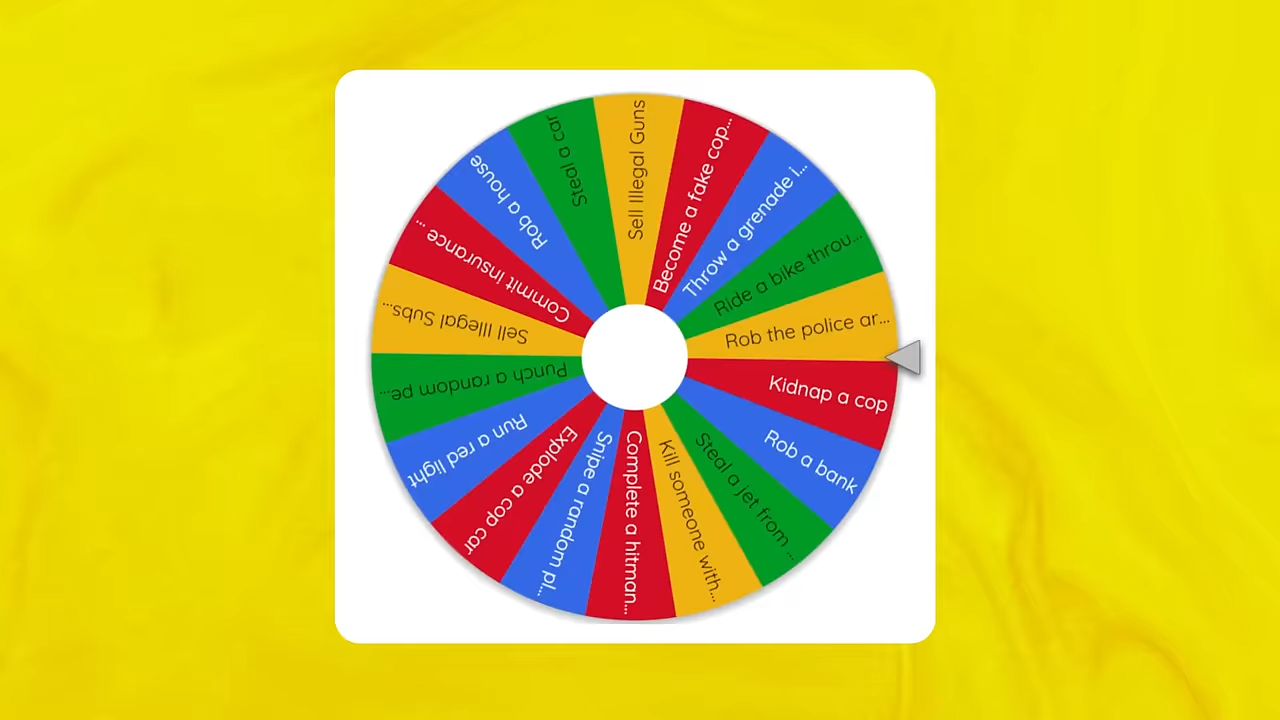 Sell Illegal Guns
Become a fake cop...
Throw a grenade i...
Ride a bike throu...
Rob the police ar...
Kidnap a cop
Rob a bank
Steal a jet from ...
Kill someone with...
Complete a hitman...
Snipe a random pl...
Explode a cop car
Run a red light
Punch a random pe...
Sell Illegal Subs...
Commit Insurance ...
Rob a house
Steal a car